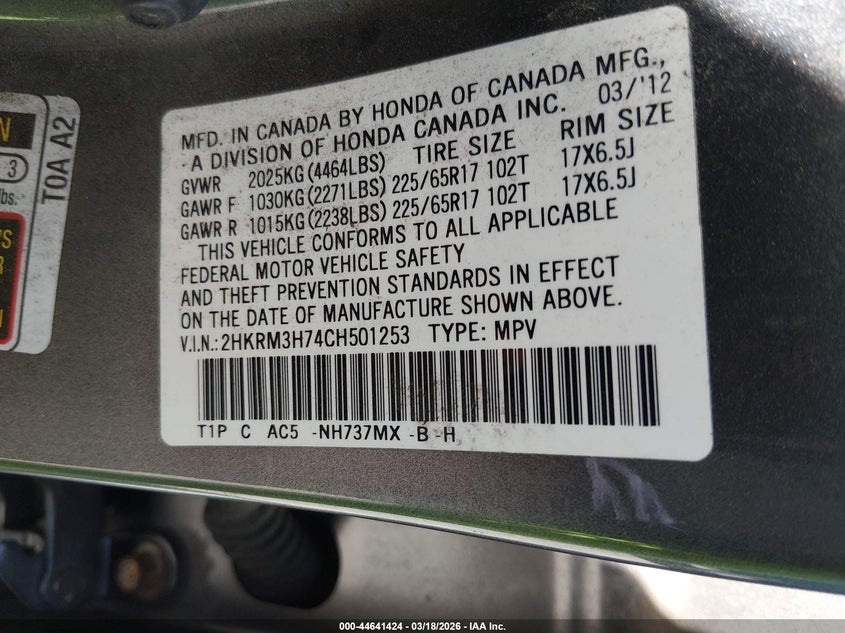 MFD. IN CANADA BY HONDA OF CANADA MFG.,
A DIVISION OF HONDA CANADA INC. 03/'12
TIRE SIZE RIM SIZE
GVWR 2025KG(4464LBS)
GAWR F 1030KG(2271LBS) 225/65R17 102T 17X6.5J
GAWR R 1015KG(2238LBS) 225/65R17 102T 17X6.5J
THIS VEHICLE CONFORMS TO ALL APPLICABLE
FEDERAL MOTOR VEHICLE SAFETY
AND THEFT PREVENTION STANDARDS IN EFFECT
ON THE DATE OF MANUFACTURE SHOWN ABOVE.
V.I.N.: 2HKRM3H74CH501253 TYPE: MPV
T1P C AC5 -NH737MX -B -H
N
3
lbs.
'S
R
N
T0A A2
000-44641424 | 03/18/2026 - IAA Inc.